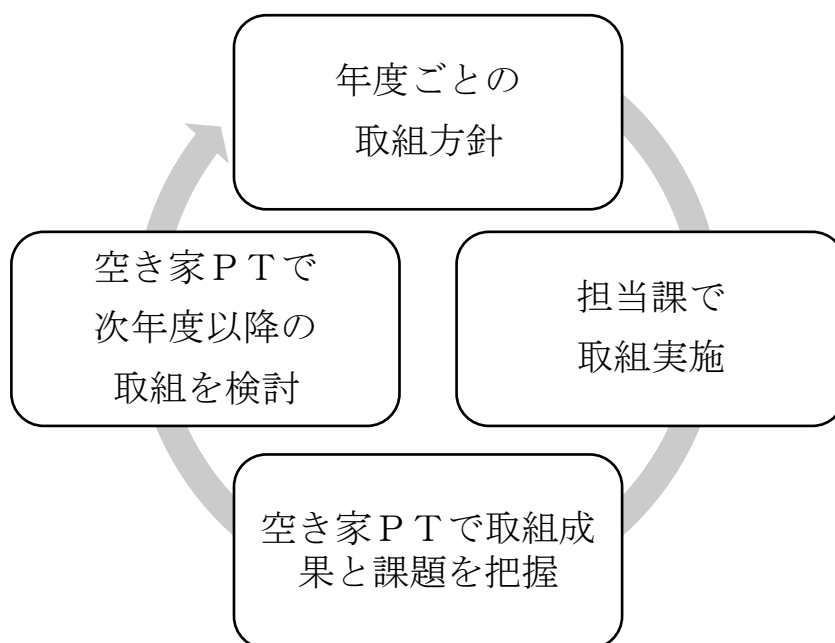 年度ごとの
取組方針
担当課で
取組実施
空き家ＰＴで取組成
果と課題を把握
空き家ＰＴで
次年度以降の
取組を検討